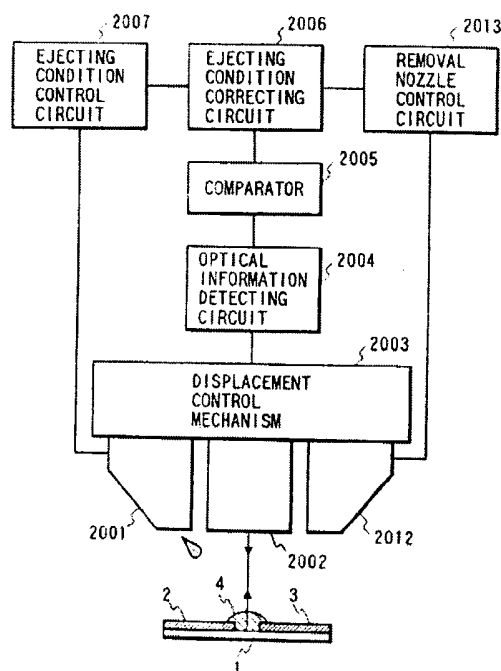 2007
2006
2013
EJECTING
CONDITION
CONTROL
CIRCUIT
EJECTING
CONDITION
CORRECTING
CIRCUIT
REMOVAL
NOZZLE
CONTROL
CIRCUIT
2005
COMPARATOR
OPTICAL
INFORMATION
DETECTING
CIRCUIT
2004
2003
DISPLACEMENT
CONTROL
MECHANISM
2001
2002
2012
2
4
3
1